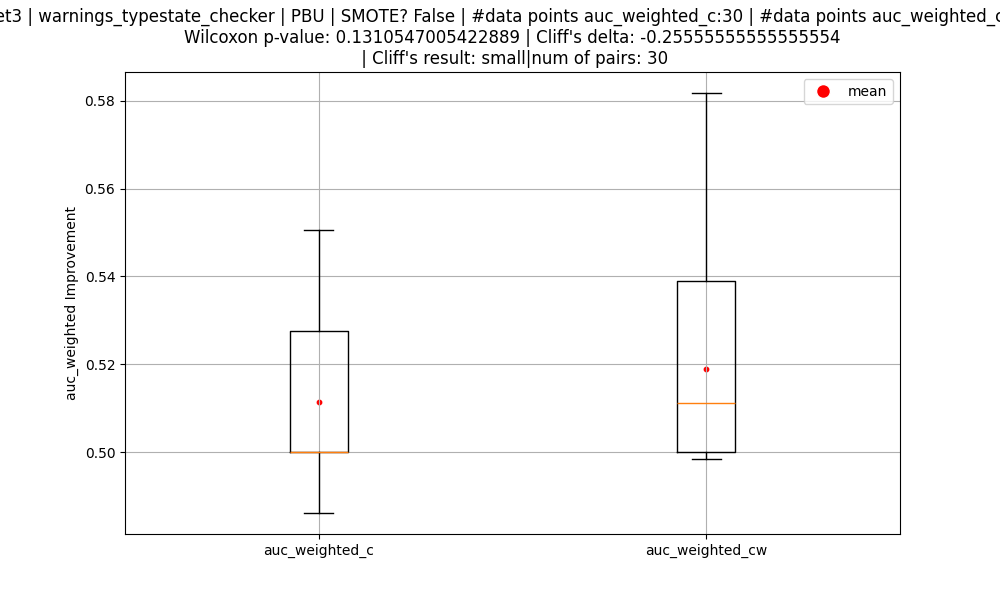 | warnings_typestate_checker | PBU | SMOTE? False | #data points auc_weighted_c:30 | #data points
Wilcoxon p-value: 0.1310547005422889 | Cliff's delta: -0.25555555555555554
| Cliff's result: small|num of pairs: 30
mean
0.58
0.56
0.54
0.52
0.50
auc_weighted Improvement
auc_weighted_c
auc_weighted_cw